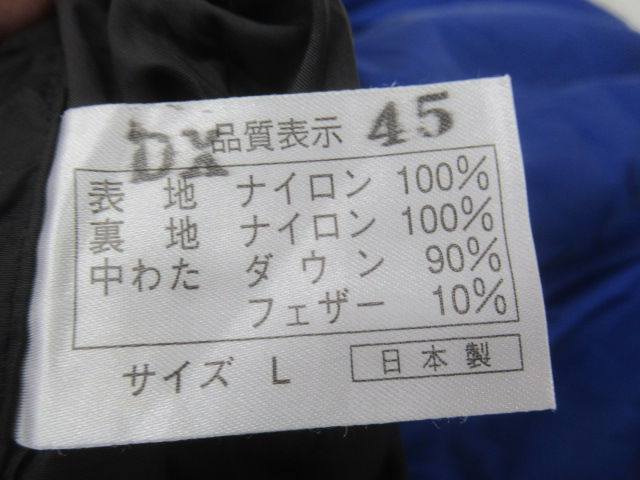 DX 品質表示 45
表地 ナイロン 100%
裏地 ナイロン 100%
中わた ダウン 90%
フェザー 10%
サイズ L 日本製